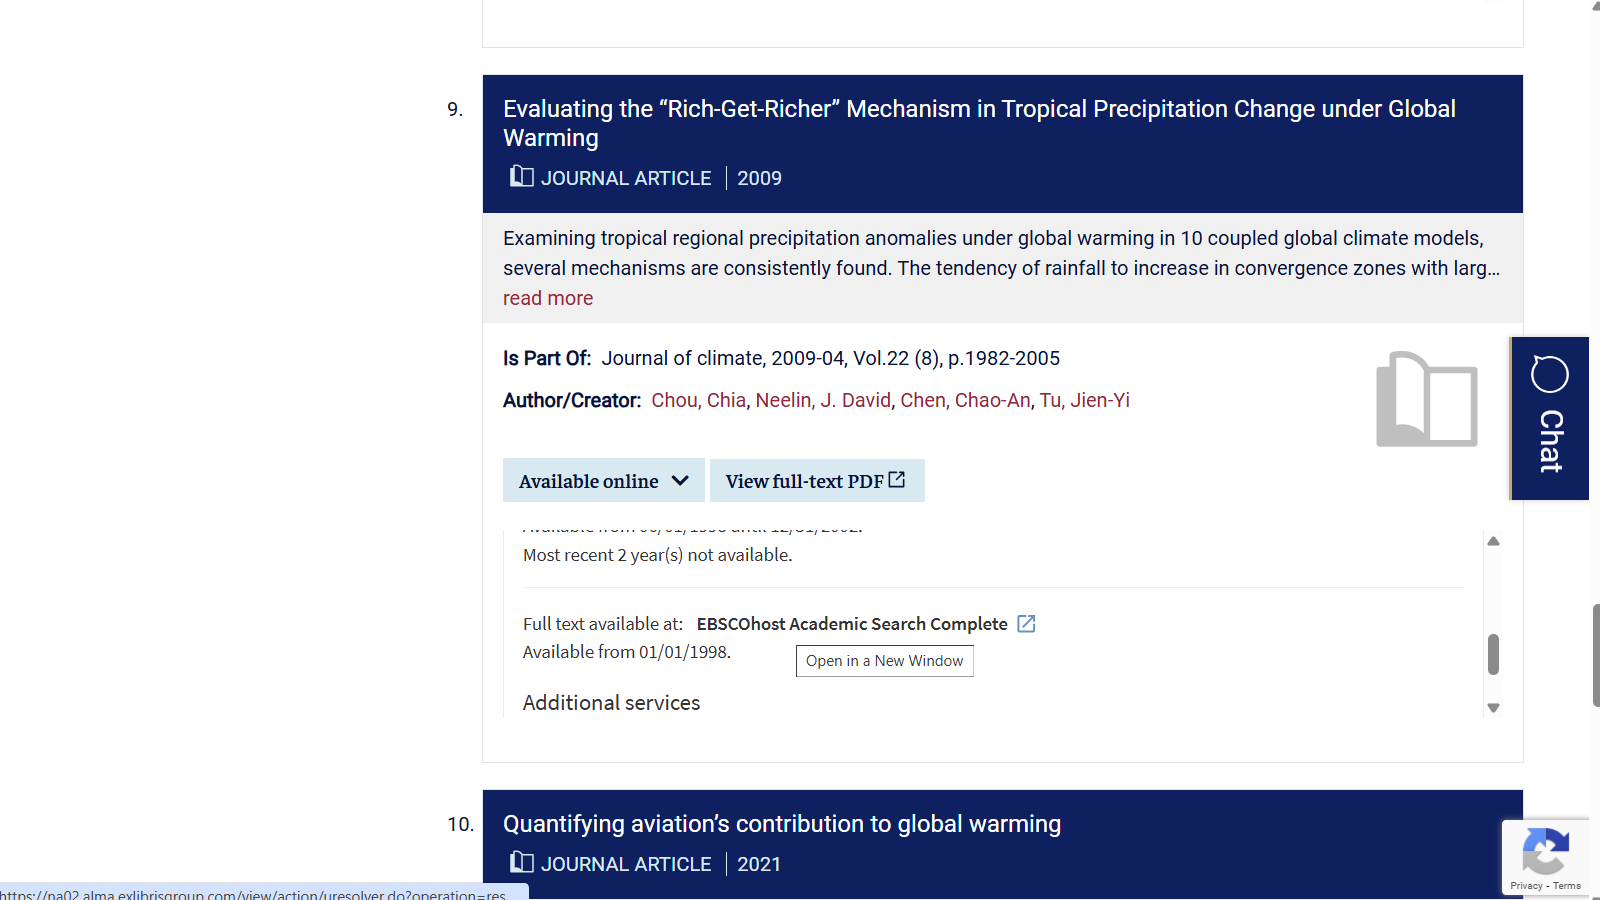 9.
Evaluating the “Rich-Get-Richer” Mechanism in Tropical Precipitation Change under Global
Warming
JOURNAL ARTICLE | 2009
Examining tropical regional precipitation anomalies under global warming in 10 coupled global climate models,
several mechanisms are consistently found. The tendency of rainfall to increase in convergence zones with larg...
read more
Is Part Of: Journal of climate, 2009-04, Vol.22 (8), p.1982-2005
Author/Creator: Chou, Chia, Neelin, J. David, Chen, Chao-An, Tu, Jien-Yi
Available online
View full-text PDF
Most recent 2 year(s) not available.
Full text available at: EBSCOhost Academic Search Complete
Available from 01/01/1998.
Open in a New Window
Additional services
10.
Quantifying aviation’s contribution to global warming
JOURNAL ARTICLE | 2021
Chat
Privacy - Terms
https://na02.alma.exlibrisgroup.com/view/action/uresolver.do?operation=res